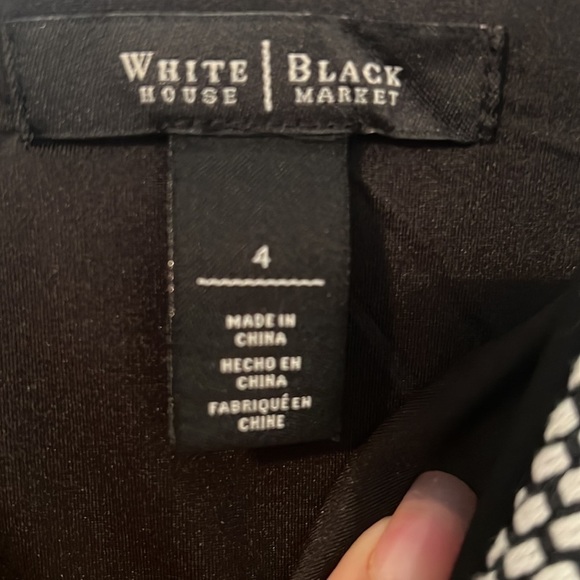 WHITE | BLACK
HOUSE | MARKET
4
MADE IN
CHINA
HECHO EN
CHINA
FABRIQUÉ EN
CHINE